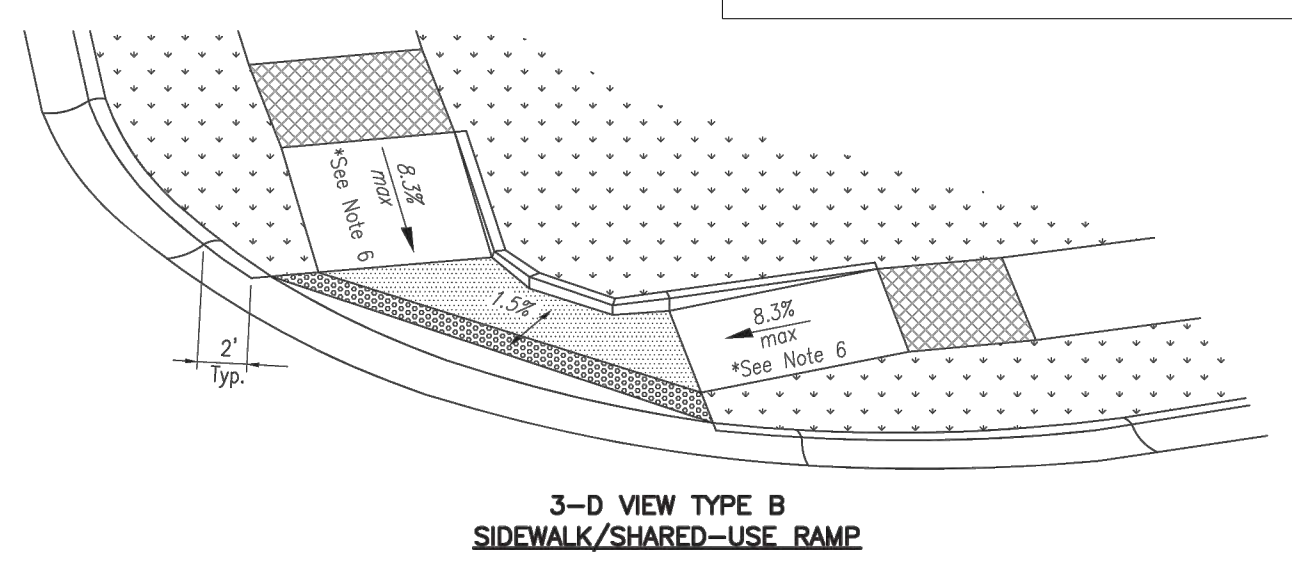 8.3%
max
*See Note 6
1.5%
8.3%
max
*See Note 6
2'
Typ.
3-D VIEW TYPE B
SIDEWALK/SHARED-USE RAMP